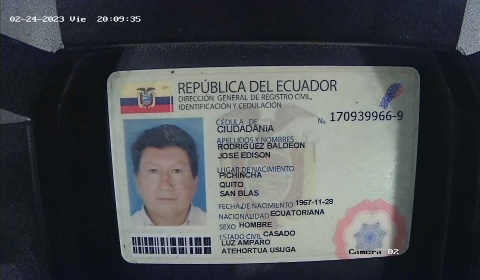 02-24-2023 Vie 20:09:35
REPÚBLICA DEL ECUADOR
DIRECCIÓN GENERAL DE REGISTRO CIVIL,
IDENTIFICACIÓN Y CEDULACIÓN
CÉDULA DE
CIUDADANÍA
No. 170939966-9
APELLIDOS Y NOMBRES
RODRIGUEZ BALDEON
JOSE EDISON
LUGAR DE NACIMIENTO
PICHINCHA
QUITO
SAN BLAS
FECHA DE NACIMIENTO 1967-11-28
NACIONALIDAD ECUATORIANA
SEXO HOMBRE
ESTADO CIVIL CASADO
LUZ AMPARO
ATEHORTUA USUGA
Camera 02